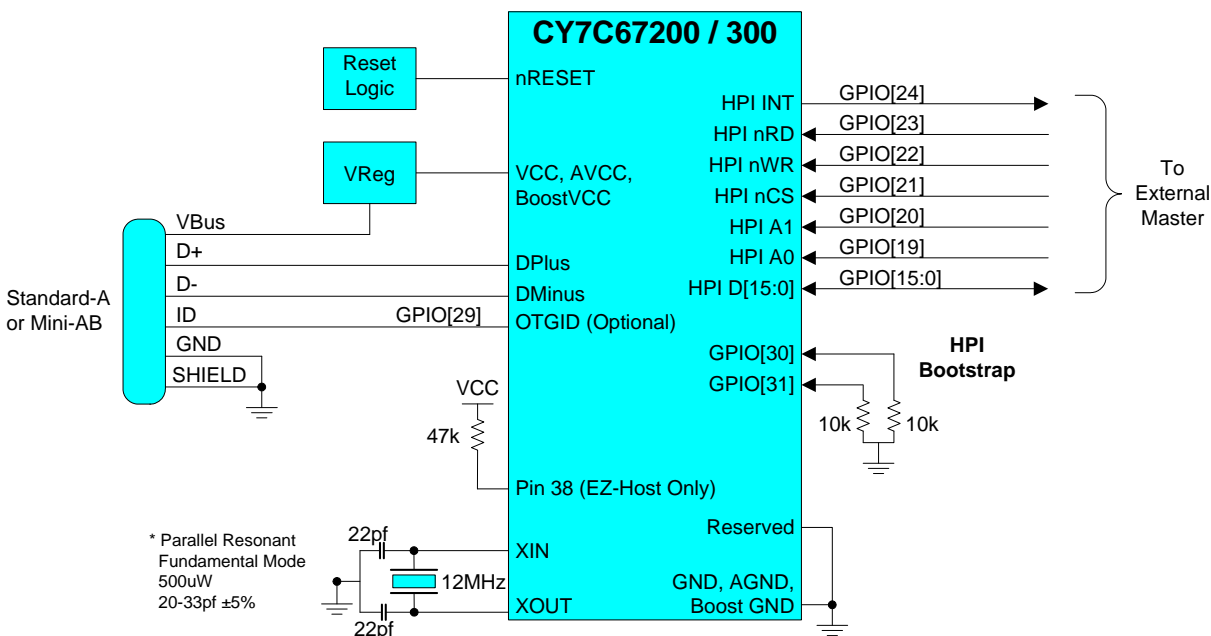 CY7C67200 / 300
Reset
Logic
nRESET
VReg
VCC, AVCC,
BoostVCC
Standard-A
or Mini-AB
VBus
D+
D-
ID
GND
SHIELD
GPIO[29]
DPlus
DMinus
OTGID (Optional)
VCC
47k
Pin 38 (EZ-Host Only)
* Parallel Resonant
Fundamental Mode
500uW
20-33pf ±5%
22pf
12MHz
22pf
XIN
XOUT
HPI INT
GPIO[24]
HPI nRD
GPIO[23]
HPI nWR
GPIO[22]
HPI nCS
GPIO[21]
HPI A1
GPIO[20]
HPI A0
GPIO[19]
HPI D[15:0]
GPIO[15:0]
To
External
Master
GPIO[30]
GPIO[31]
HPI
Bootstrap
10k
10k
Reserved
GND, AGND,
Boost GND